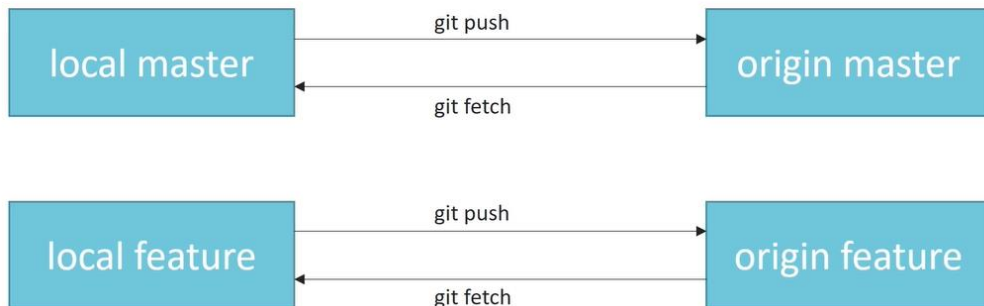 git push
local master
origin master
git fetch
git push
local feature
origin feature
git fetch